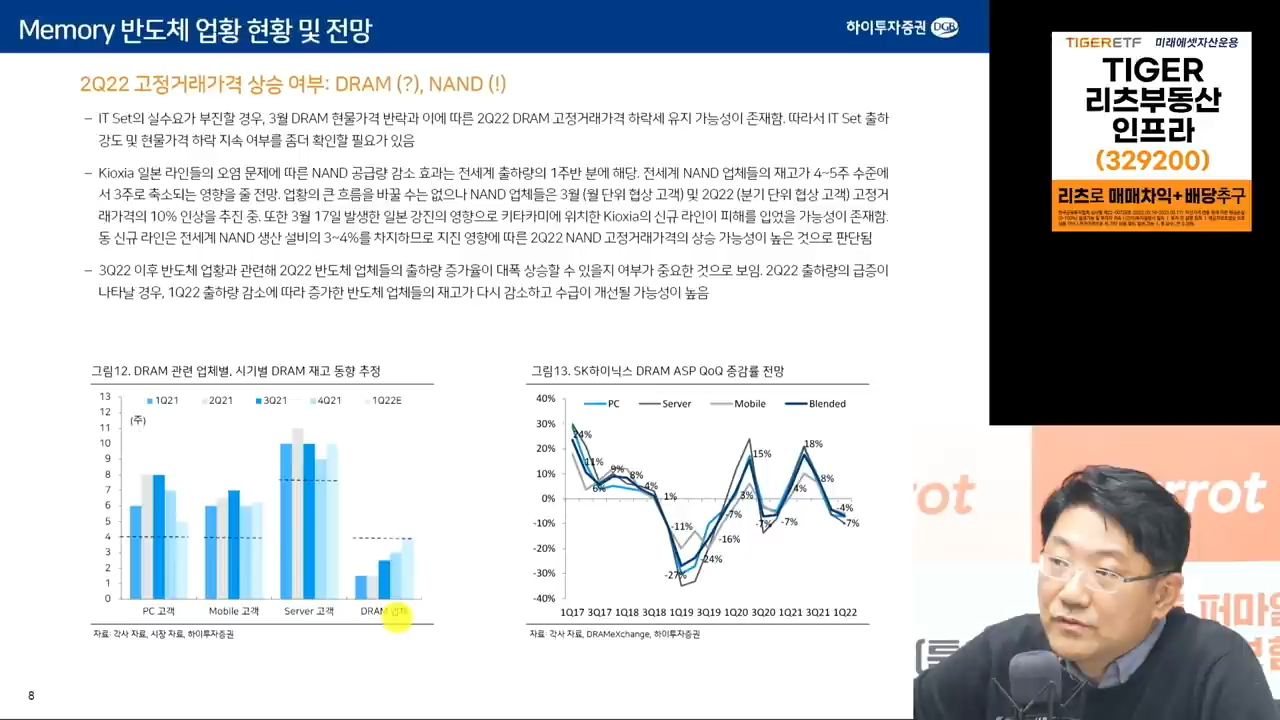 Memory 반도체 업황 현황 및 전망
하이투자증권 DGB
2Q22 고정거래가격 상승 여부: DRAM (?), NAND (!)
– IT Set의 실수요가 부진할 경우, 3월 DRAM 현물가격 반락과 이에 따른 2Q22 DRAM 고정거래가격 하락세 유지 가능성이 존재함. 따라서 IT Set 출하
강도 및 현물가격 하락 지속 여부를 좀더 확인할 필요가 있음
– Kioxia 일본 라인들의 오염 문제에 따른 NAND 공급량 감소 효과는 전세계 출하량의 1주반 분에 해당. 전세계 NAND 업체들의 재고가 4~5주 수준에
서 3주로 축소되는 영향을 줄 전망. 업황의 큰 흐름을 바꿀 수는 없으나 NAND 업체들은 3월 (월 단위 협상 고객) 및 2Q22 (분기 단위 협상 고객) 고정거
래가격의 10% 인상을 추진 중. 또한 3월 17일 발생한 일본 강진의 영향으로 키타카미에 위치한 Kioxia의 신규 라인이 피해를 입었을 가능성이 존재함.
동 신규 라인은 전세계 NAND 생산 설비의 3~4%를 차지하므로 지진 영향에 따른 2Q22 NAND 고정거래가격의 상승 가능성이 높은 것으로 판단됨
– 3Q22 이후 반도체 업황과 관련해 2Q22 반도체 업체들의 출하량 증가율이 대폭 상승할 수 있을지 여부가 중요한 것으로 보임. 2Q22 출하량의 급증이
나타날 경우, 1Q22 출하량 감소에 따라 증가한 반도체 업체들의 재고가 다시 감소하고 수급이 개선될 가능성이 높음
그림12. DRAM 관련 업체별, 시기별 DRAM 재고 동향 추정
1Q21 2Q21 3Q21 4Q21 1Q22E
(주)
13
12
11
10
9
8
7
6
5
4
3
2
1
0
PC 고객 Mobile 고객 Server 고객 DRAM 업체
자료: 각사 자료, 시장 자료, 하이투자증권
그림13. SK하이닉스 DRAM ASP QoQ 증감률 전망
PC Server Mobile Blended
40%
30%
20%
10%
0%
-10%
-20%
-30%
-40%
24%
11%
6%
9%
8%
4%
1%
-11%
-27%
-24%
-16%
-7%
3%
15%
-7%
-7%
4%
18%
8%
-4%
-7%
1Q17 3Q17 1Q18 3Q18 1Q19 3Q19 1Q20 3Q20 1Q21 3Q21 1Q22
자료: 각사 자료, DRAMeXchange, 하이투자증권
8
TIGERETF 미래에셋자산운용
TIGER
리츠부동산
인프라
(329200)
리츠로 매매차익+배당추구
rot
rrot
퍼마일
보험